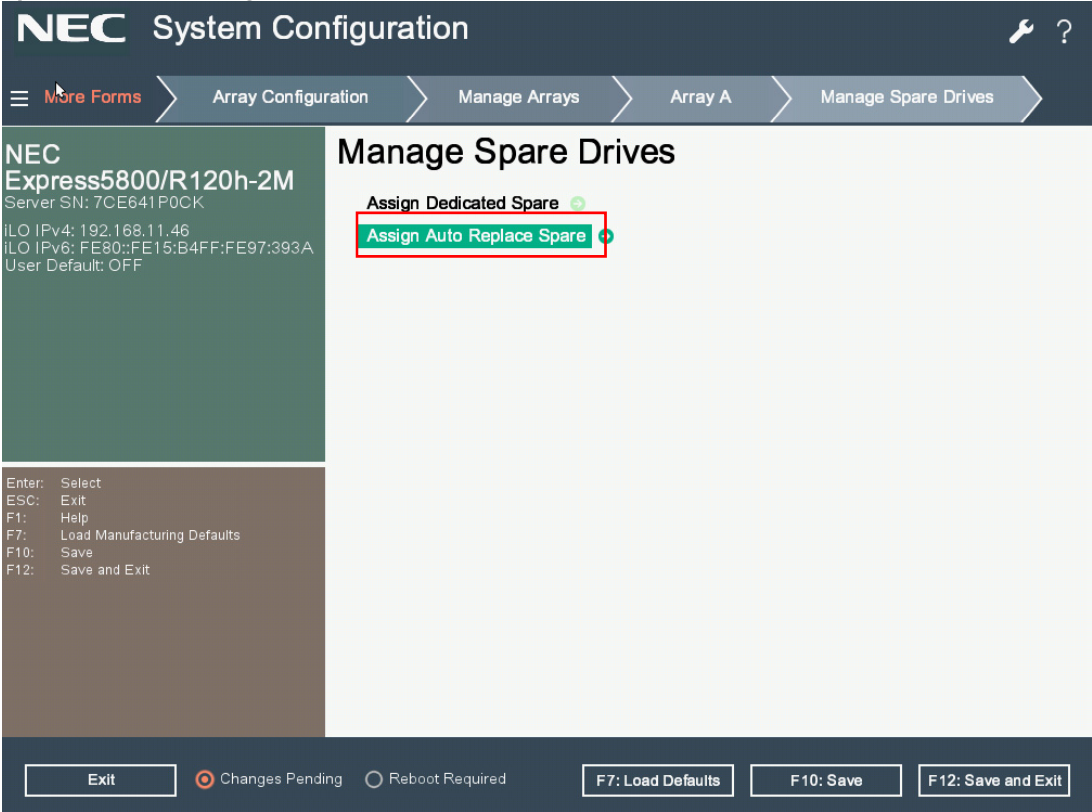 NEC System Configuration ?
More Forms Array Configuration Manage Arrays Array A Manage Spare Drives
NEC
Express5800/R120h-2M
Server SN: 7CE641P0CK
iLO IPv4: 192.168.11.46
iLO IPv6: FE80::FE15:B4FF:FE97:393A
User Default: OFF
Manage Spare Drives
Assign Dedicated Spare
Assign Auto Replace Spare
Enter: Select
ESC: Exit
F1: Help
F7: Load Manufacturing Defaults
F10: Save
F12: Save and Exit
Exit Changes Pending Reboot Required F7: Load Defaults F10: Save F12: Save and Exit